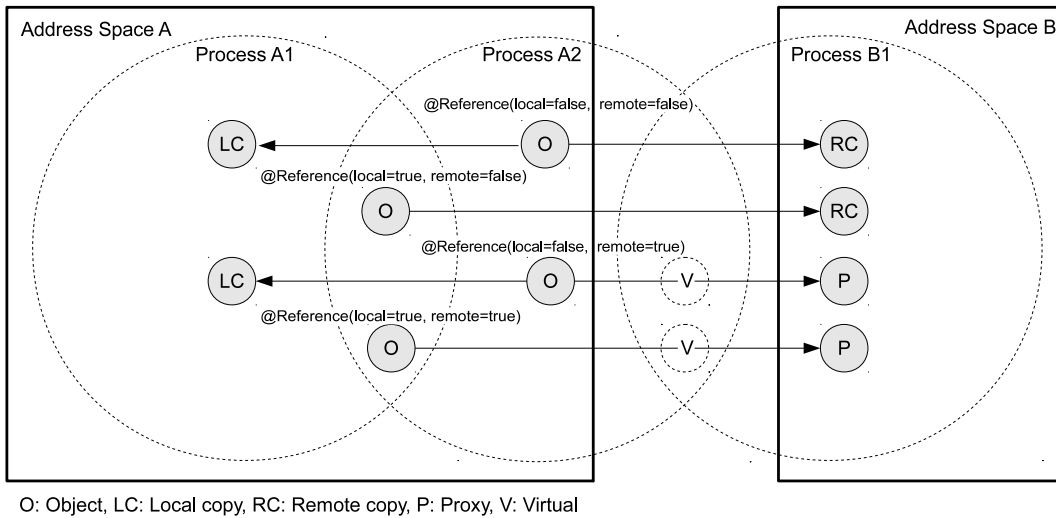 Address Space A
Address Space B
Process A1
Process A2
Process B1
@Reference(local=false, remote=false)
LC
O
RC
@Reference(local=true, remote=false)
O
RC
@Reference(local=false, remote=true)
LC
O
V
P
@Reference(local=true, remote=true)
O
V
P
O: Object, LC: Local copy, RC: Remote copy, P: Proxy, V: Virtual